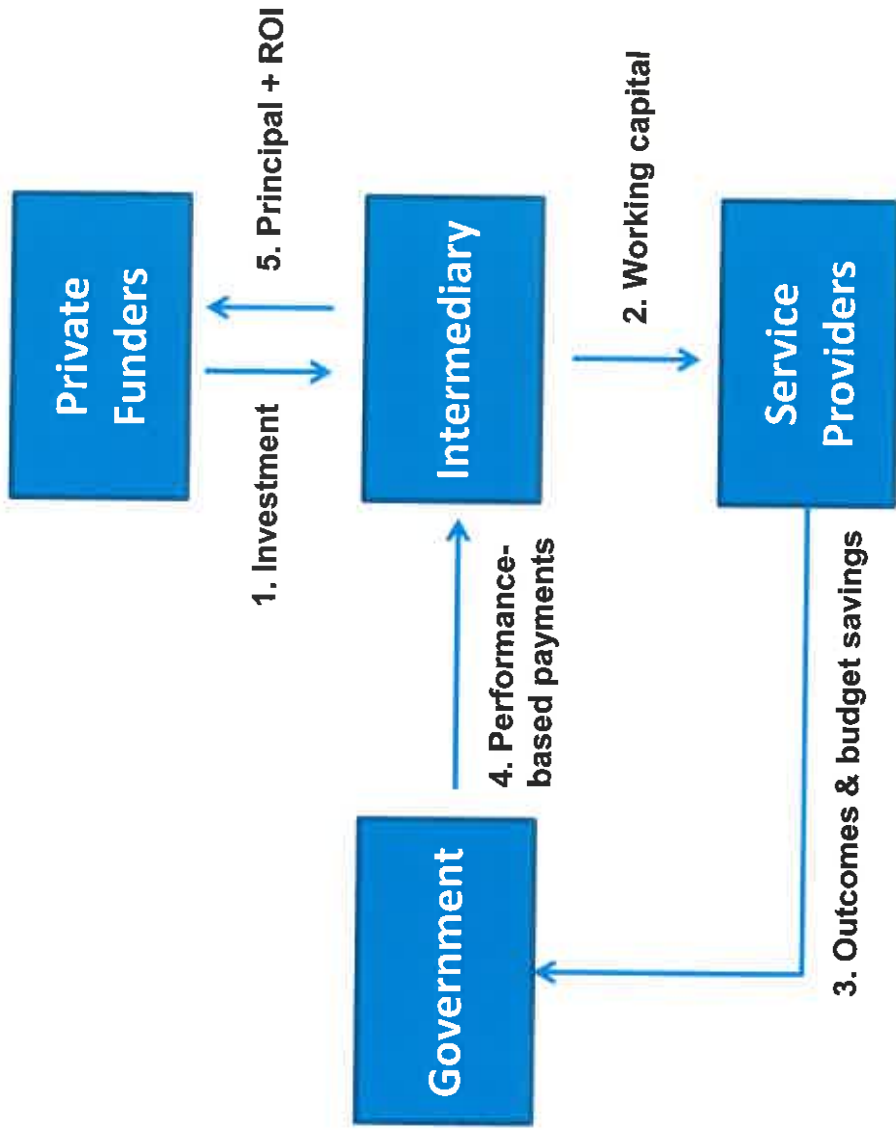 Private
Funders
1. Investment
5. Principal + ROI
Intermediary
2. Working capital
Service
Providers
3. Outcomes & budget savings
Government
4. Performance-
based payments